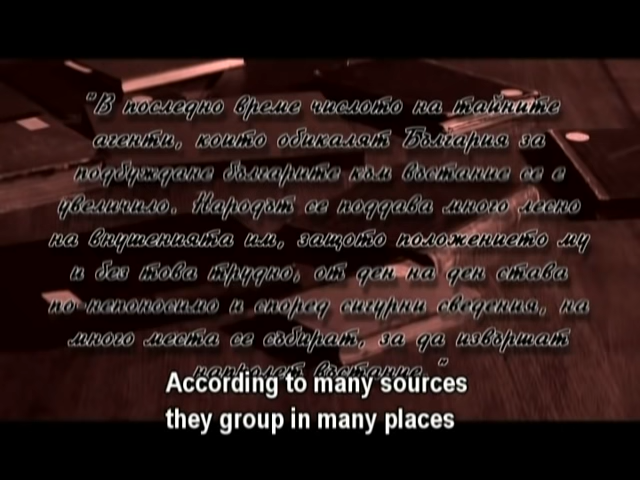 "В последно време числото на тайните
агенти, които обикалят България за
подбуждане българите към въстание се е
увеличило. Народът се поддава много лесно
на внушенията им, защото положението му
и без това трудно, от ден на ден става
по-непоносимо и според сигурни сведения, на
много места се събират, за да извършат
напролет въстание."
According to many sources
they group in many places